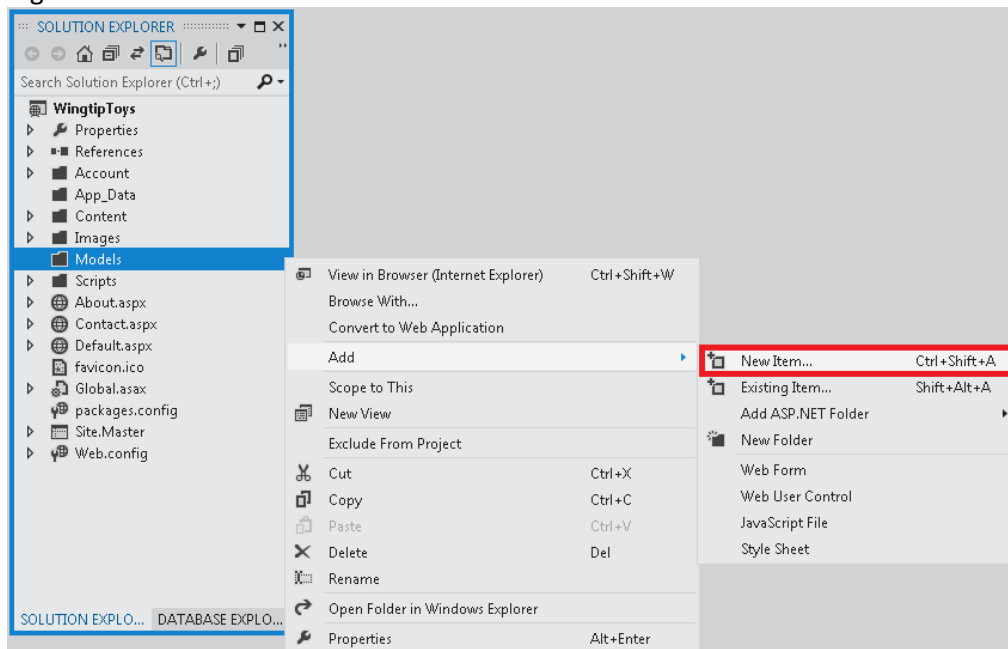 SOLUTION EXPLORER
Search Solution Explorer (Ctrl+;)
WingtipToys
Properties
References
Account
App_Data
Content
Images
Models
Scripts
About.aspx
Contact.aspx
Default.aspx
favicon.ico
Global.asax
packages.config
Site.Master
Web.config
SOLUTION EXPLO... DATABASE EXPLO...
View in Browser (Internet Explorer) Ctrl+Shift+W
Browse With...
Convert to Web Application
Add
Scope to This
New View
Exclude From Project
Cut Ctrl+X
Copy Ctrl+C
Paste Ctrl+V
Delete Del
Rename
Open Folder in Windows Explorer
Properties Alt+Enter
New Item... Ctrl+Shift+A
Existing Item... Shift+Alt+A
Add ASP.NET Folder
New Folder
Web Form
Web User Control
JavaScript File
Style Sheet